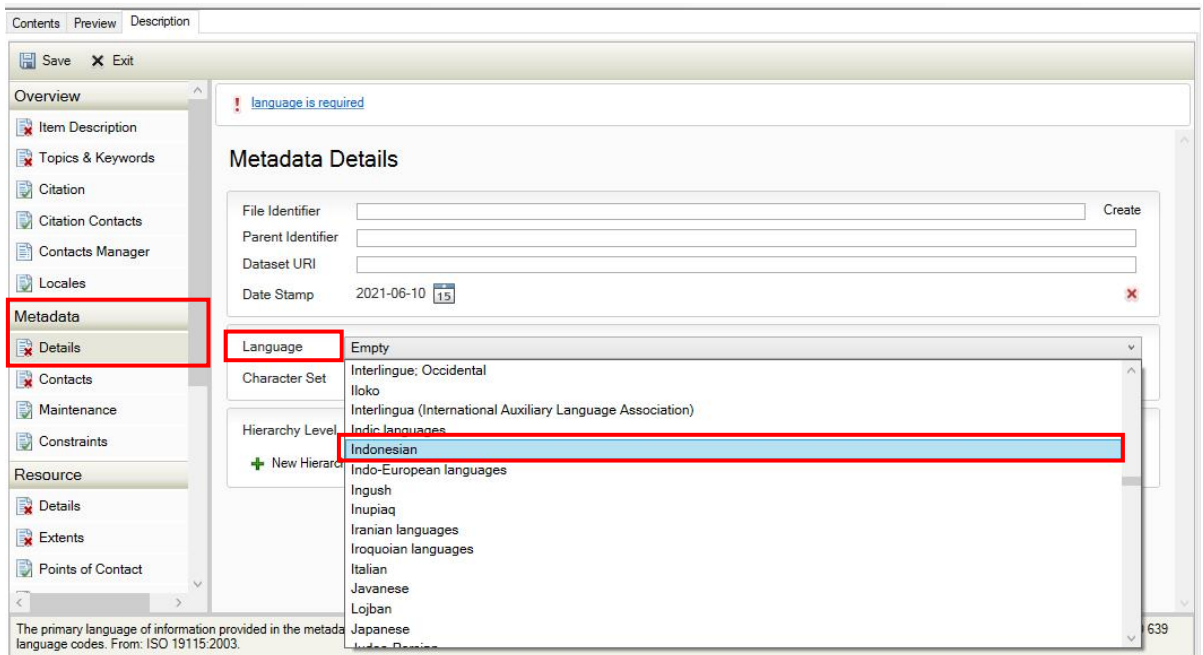 Contents Preview Description
Save Exit
Overview
Item Description
Topics & Keywords
Citation
Citation Contacts
Contacts Manager
Locales
Metadata
Details
Contacts
Maintenance
Constraints
Resource
Details
Extents
Points of Contact
language is required
Metadata Details
File Identifier Create
Parent Identifier
Dataset URI
Date Stamp 2021-06-10 15
Language Empty
Character Set
Hierarchy Level
New Hierarc
Interlingue; Occidental
Iloko
Interlingua (International Auxiliary Language Association)
Indic languages
Indonesian
Indo-European languages
Ingush
Inupiaq
Iranian languages
Iroquoian languages
Italian
Javanese
Lojban
Japanese
The primary language of information provided in the metada 639
language codes. From: ISO 19115:2003.